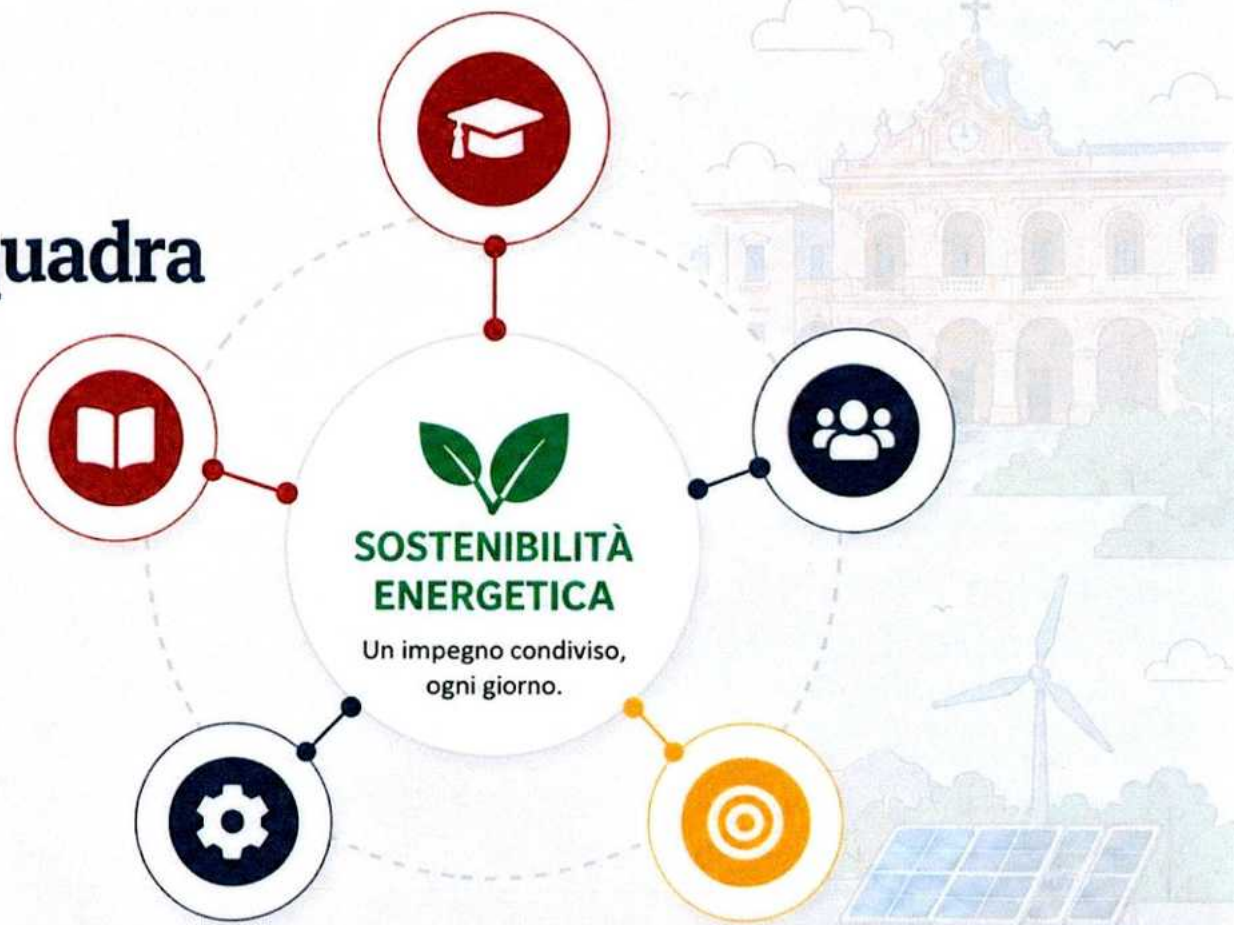 uadra
SOSTENIBILITÀ
ENERGETICA
Un impegno condiviso,
ogni giorno.